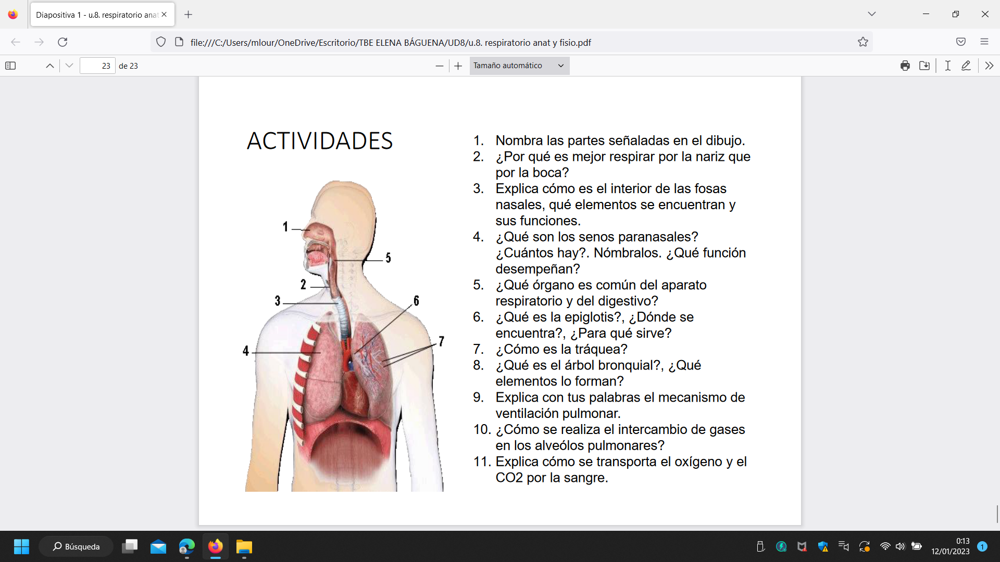 Diapositiva 1 - u.8. respiratorio anat
file:///C:/Users/mlour/OneDrive/Escritorio/TBE ELENA BÁGUENA/UD8/u.8. respiratorio anat y fisio.pdf
23 de 23
Tamaño automático
ACTIVIDADES
1
5
2
3
6
7
4
1. Nombra las partes señaladas en el dibujo.
2. ¿Por qué es mejor respirar por la nariz que
por la boca?
3. Explica cómo es el interior de las fosas
nasales, qué elementos se encuentran y
sus funciones.
4. ¿Qué son los senos paranasales?
¿Cuántos hay?. Nómbralos. ¿Qué función
desempeñan?
5. ¿Qué órgano es común del aparato
respiratorio y del digestivo?
6. ¿Qué es la epiglotis?, ¿Dónde se
encuentra?, ¿Para qué sirve?
7. ¿Cómo es la tráquea?
8. ¿Qué es el árbol bronquial?, ¿Qué
elementos lo forman?
9. Explica con tus palabras el mecanismo de
ventilación pulmonar.
10. ¿Cómo se realiza el intercambio de gases
en los alveólos pulmonares?
11. Explica cómo se transporta el oxígeno y el
CO2 por la sangre.
Búsqueda
0:13
12/01/2023
1